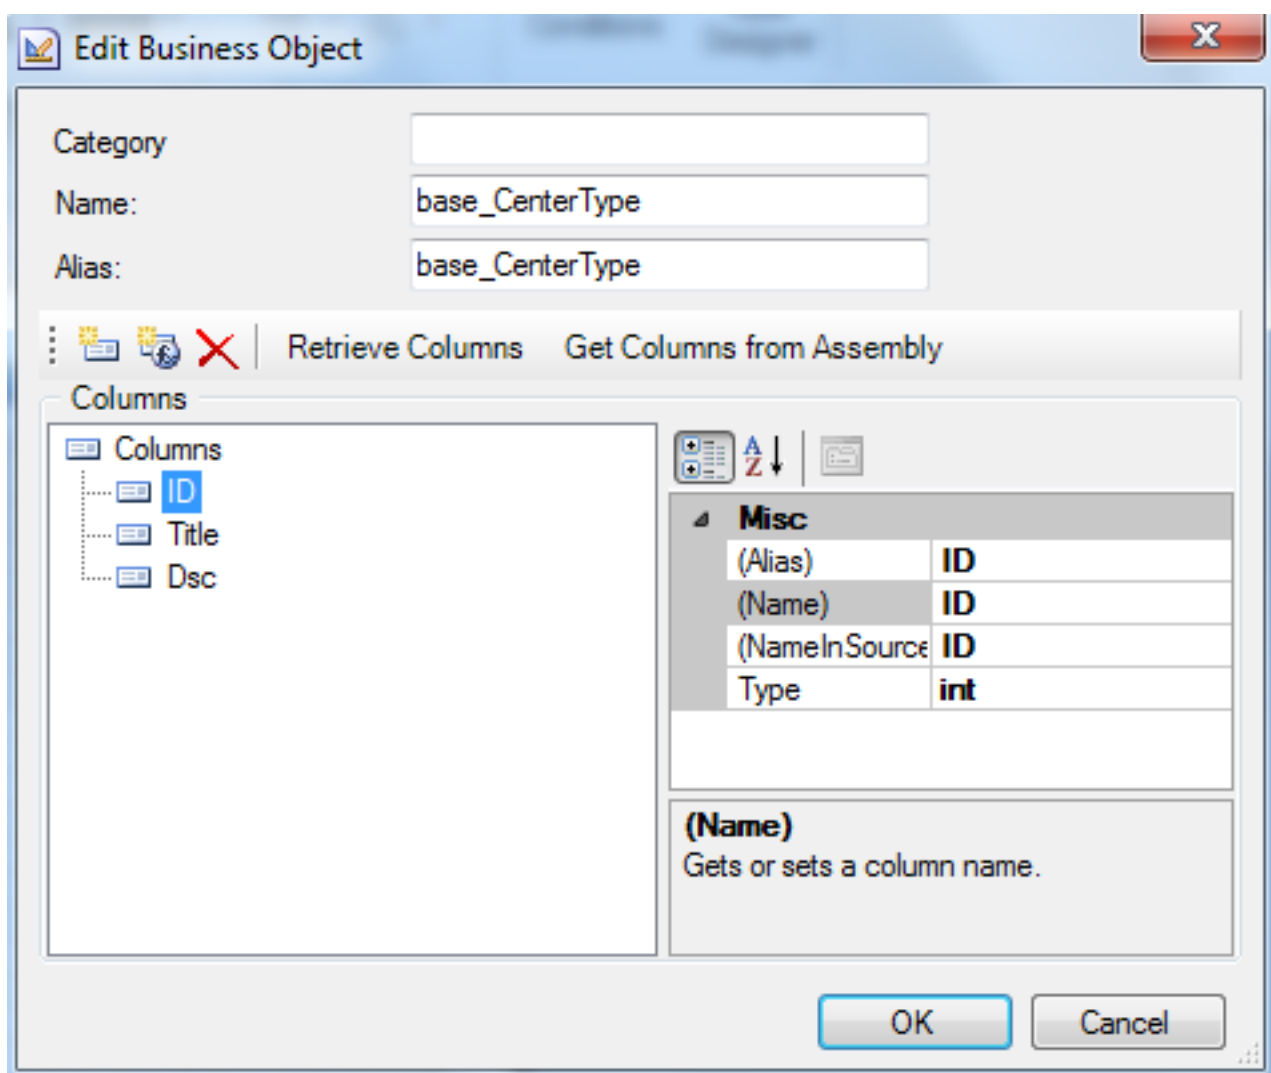 Edit Business Object
Category
Name: base_CenterType
Alias: base_CenterType
Retrieve Columns Get Columns from Assembly
Columns
Columns
ID
Title
Dsc
Misc
(Alias) ID
(Name) ID
(NameInSource ID
Type int
(Name)
Gets or sets a column name.
OK Cancel